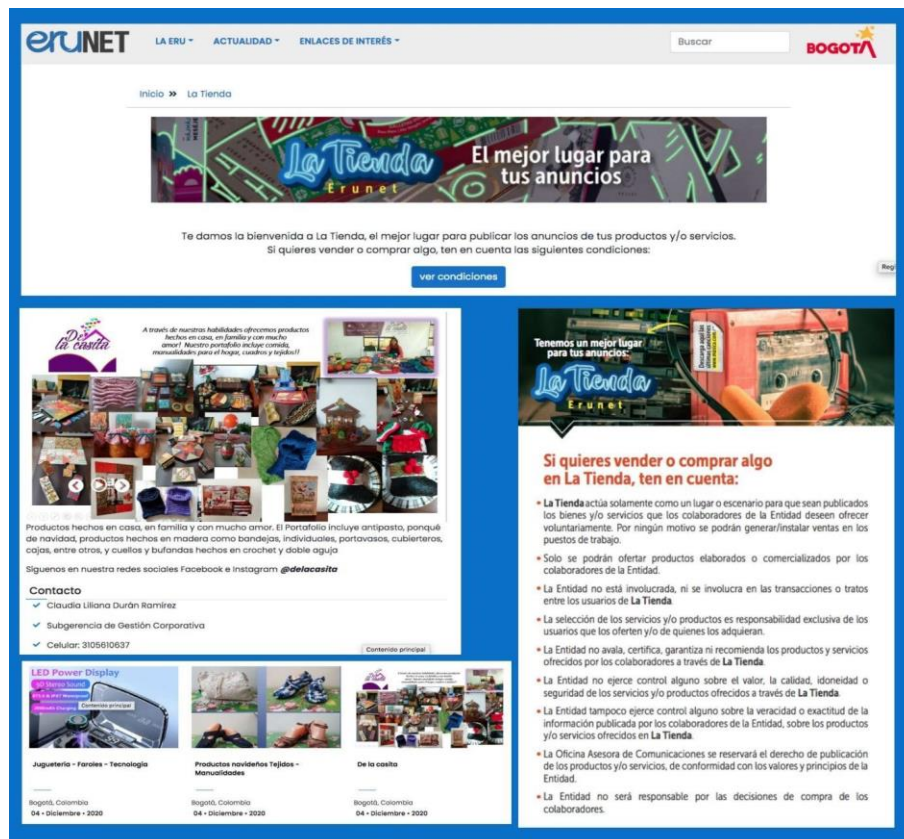 eruNET
LA ERU
ACTUALIDAD
ENLACES DE INTERÉS
Buscar
BOGOTÁ
Inicio » La Tienda
La Tienda
Erunet
El mejor lugar para
tus anuncios
Te damos la bienvenida a La Tienda, el mejor lugar para publicar los anuncios de tus productos y/o servicios.
Si quieres vender o comprar algo, ten en cuenta las siguientes condiciones:
ver condiciones
Regi
De
la casita
A través de nuestras habilidades ofrecemos productos
hechos en casa, en familia y con mucho
amor! Nuestro portafolio incluye comida,
manualidades para el hogar, cuadros y tejidos!!
Productos hechos en casa, en familia y con mucho amor. El Portafolio incluye antipasto, ponqué
de navidad, productos hechos en madera como bandejas, individuales, portavasos, cubierteros,
cajas, entre otros, y cuellos y bufandas hechos en crochet y doble aguja
Síguenos en nuestra redes sociales Facebook e Instagram @delacasita
Contacto
Claudia Liliana Durán Ramírez
Subgerencia de Gestión Corporativa
Celular: 3105610637
Contenido principal
LED Power Display
Stereo Sound
Contenido principal
Charging
Jugueteria - Faroles - Tecnologia
Bogotá, Colombia
04 • Diciembre • 2020
Productos navideños Tejidos -
Manualidades
Bogotá, Colombia
04 • Diciembre • 2020
De la casita
Bogotá, Colombia
04 • Diciembre • 2020
Tenemos un mejor lugar
para tus anuncios:
La Tienda
Erunet
Descarga aquí las
últimas canciones
Si quieres vender o comprar algo
en La Tienda, ten en cuenta:
• La Tienda actúa solamente como un lugar o escenario para que sean publicados
los bienes y/o servicios que los colaboradores de la Entidad deseen ofrecer
voluntariamente. Por ningún motivo se podrán generar/instalar ventas en los
puestos de trabajo.
• Solo se podrán ofertar productos elaborados o comercializados por los
colaboradores de la Entidad.
• La Entidad no está involucrada, ni se involucra en las transacciones o tratos
entre los usuarios de La Tienda.
• La selección de los servicios y/o productos es responsabilidad exclusiva de los
usuarios que los oferten y/o de quienes los adquieran.
• La Entidad no avala, certifica, garantiza ni recomienda los productos y servicios
ofrecidos por los colaboradores a través de La Tienda.
• La Entidad no ejerce control alguno sobre el valor, la calidad, idoneidad o
seguridad de los servicios y/o productos ofrecidos a través de La Tienda.
• La Entidad tampoco ejerce control alguno sobre la veracidad o exactitud de la
información publicada por los colaboradores de la Entidad, sobre los productos
y/o servicios ofrecidos en La Tienda.
• La Oficina Asesora de Comunicaciones se reservará el derecho de publicación
de los productos y/o servicios, de conformidad con los valores y principios de la
Entidad.
• La Entidad no será responsable por las decisiones de compra de los
colaboradores.